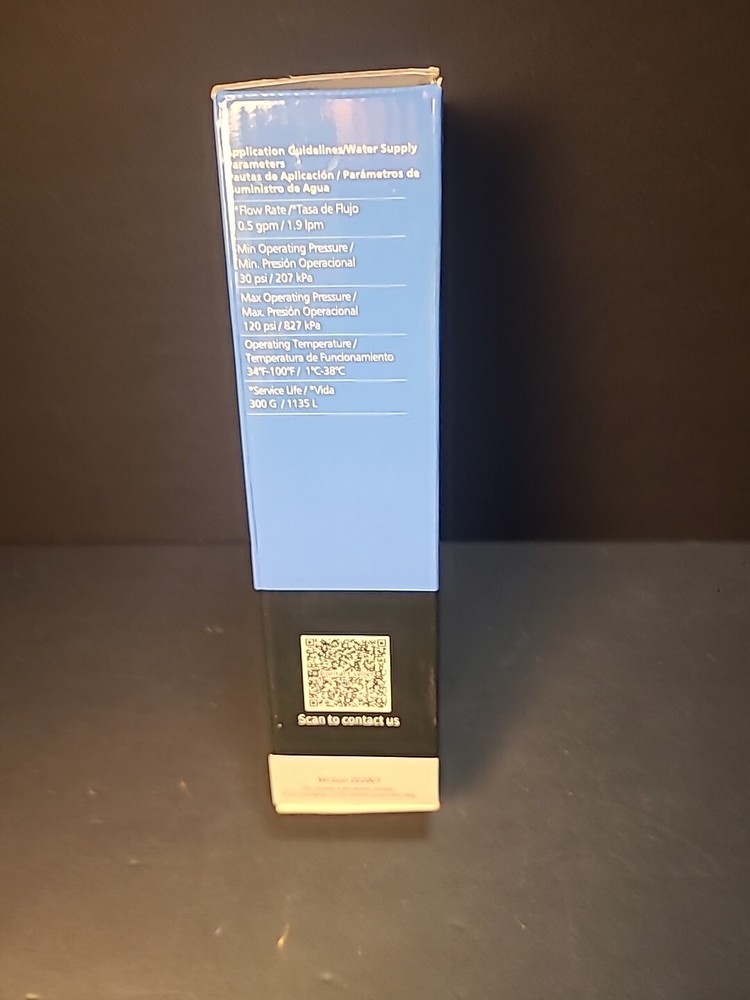 Application Guidelines/Water Supply
Parameters
Pautas de Aplicación / Parámetros de
Suministro de Agua
*Flow Rate /*Tasa de Flujo
0.5 gpm / 1.9 lpm
Min Operating Pressure /
Min. Presión Operacional
30 psi / 207 kPa
Max Operating Pressure /
Max. Presión Operacional
120 psi / 827 kPa
Operating Temperature /
Temperatura de Funcionamiento
34°F-100°F / 1°C-38°C
*Service Life / *Vida
300 G / 1135 L
Scan to contact us